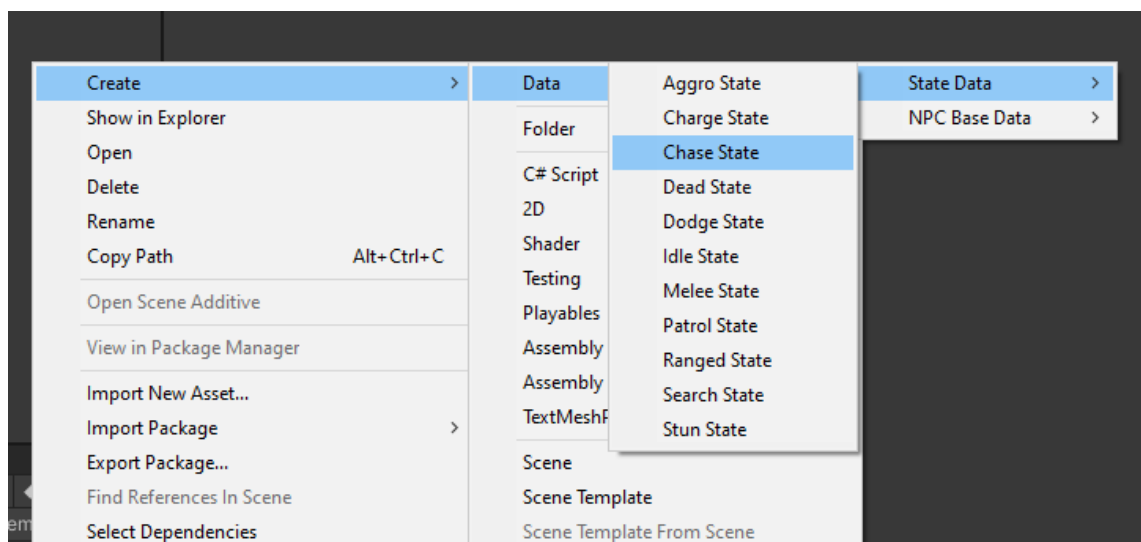 Create
Show in Explorer
Open
Delete
Rename
Copy Path Alt+Ctrl+C
Open Scene Additive
View in Package Manager
Import New Asset...
Import Package
Export Package...
Find References In Scene
Select Dependencies
Data
Folder
C# Script
2D
Shader
Testing
Playables
Assembly
Assembly
TextMeshP
Scene
Scene Template
Scene Template From Scene
Aggro State
Charge State
Chase State
Dead State
Dodge State
Idle State
Melee State
Patrol State
Ranged State
Search State
Stun State
State Data
NPC Base Data